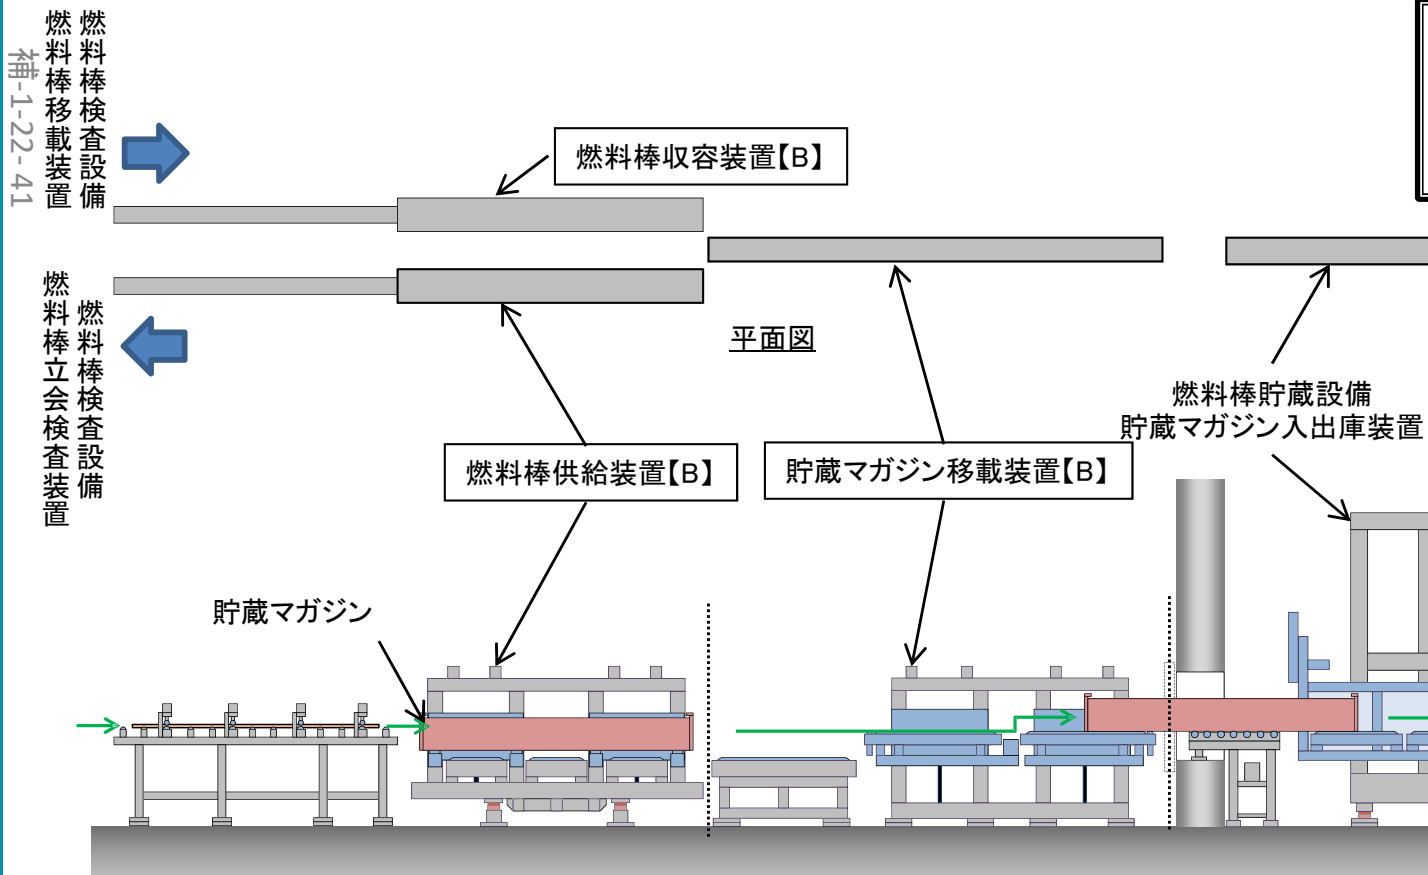 燃料棒検査設備
燃料棒移載装置
補-1-22-41
燃料棒収容装置【B】
燃料棒検査設備
燃料棒立会検査装置
平面図
燃料棒貯蔵設備
貯蔵マガジン入出庫装置
燃料棒供給装置【B】
貯蔵マガジン移載装置【B】
貯蔵マガジン